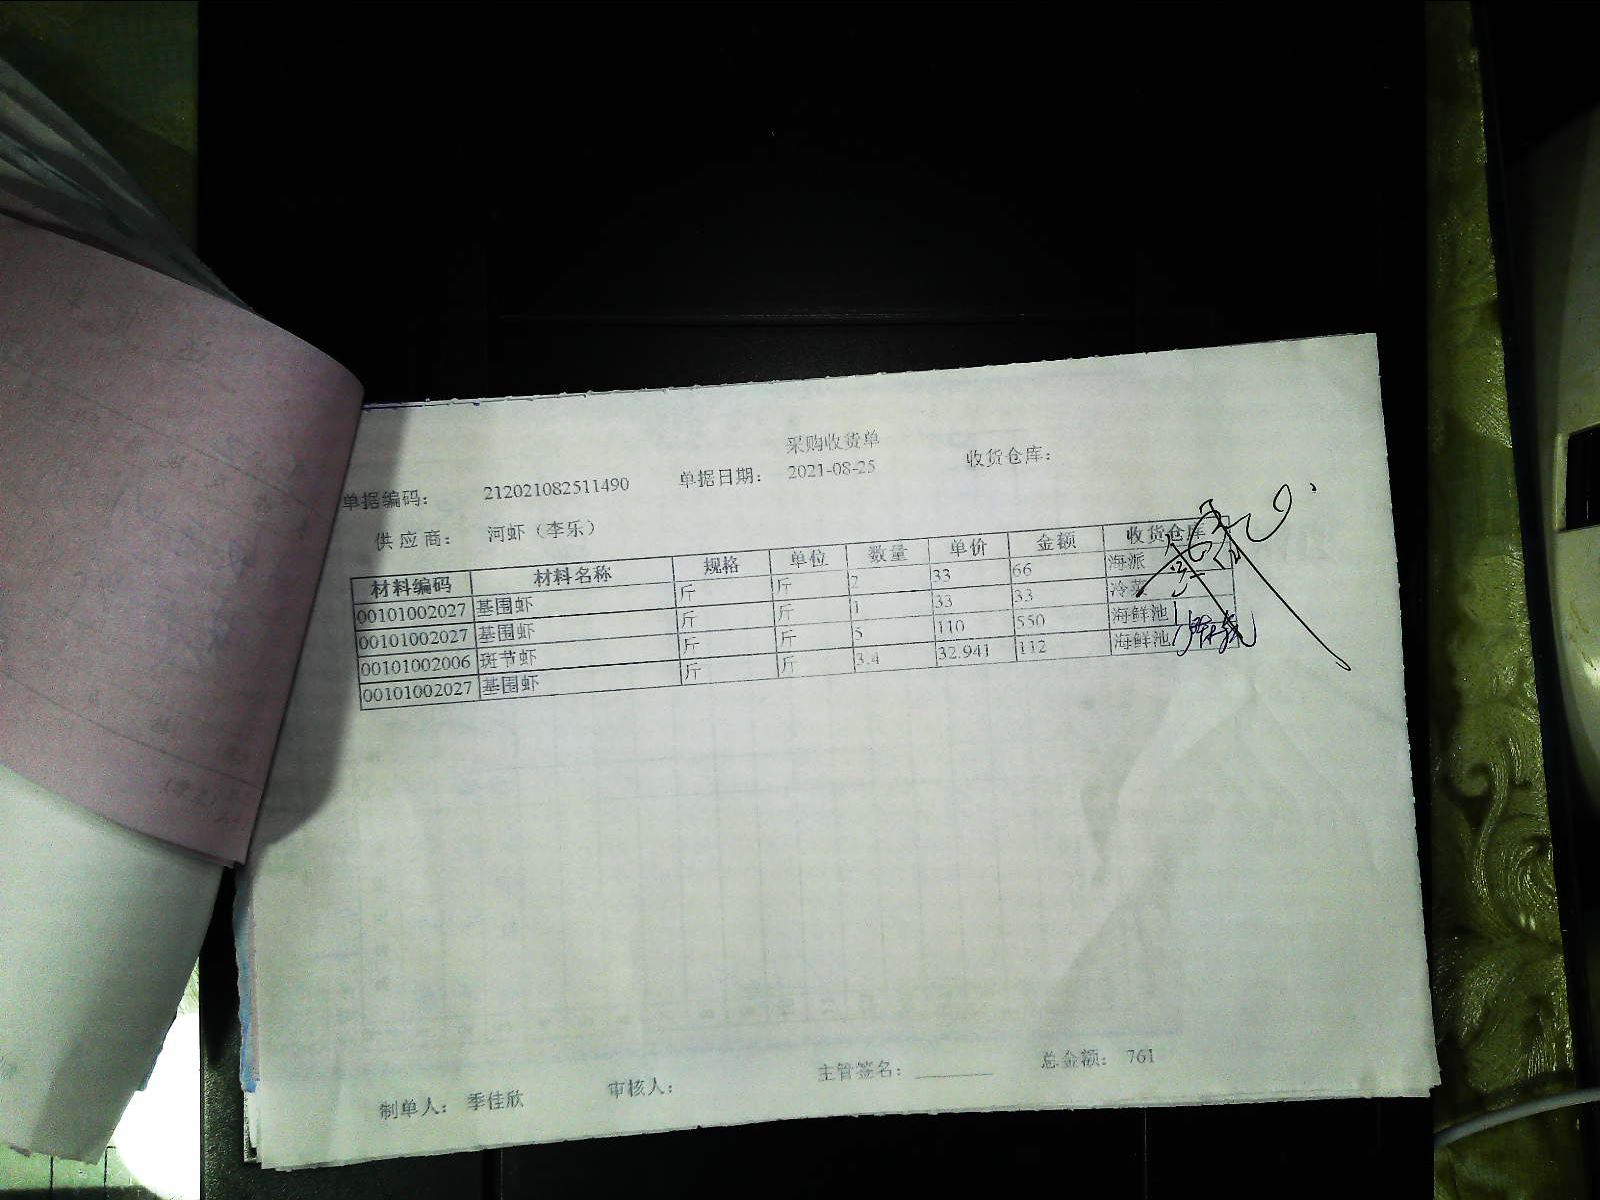 采购收货单
单据编码： 212021082511490 单据日期： 2021-08-25 收货仓库：
供应商： 河虾（李乐）
材料编码 材料名称 规格 单位 数量 单价 金额 收货仓库
00101002027 基围虾 斤 斤 2 33 66 海派
00101002027 基围虾 斤 斤 1 33 33 冷菜
00101002006 斑节虾 斤 斤 5 110 550 海鲜池
00101002027 基围虾 斤 斤 3.4 32.941 112 海鲜池
制单人： 季佳欣 审核人： 主管签名： 总金额： 761